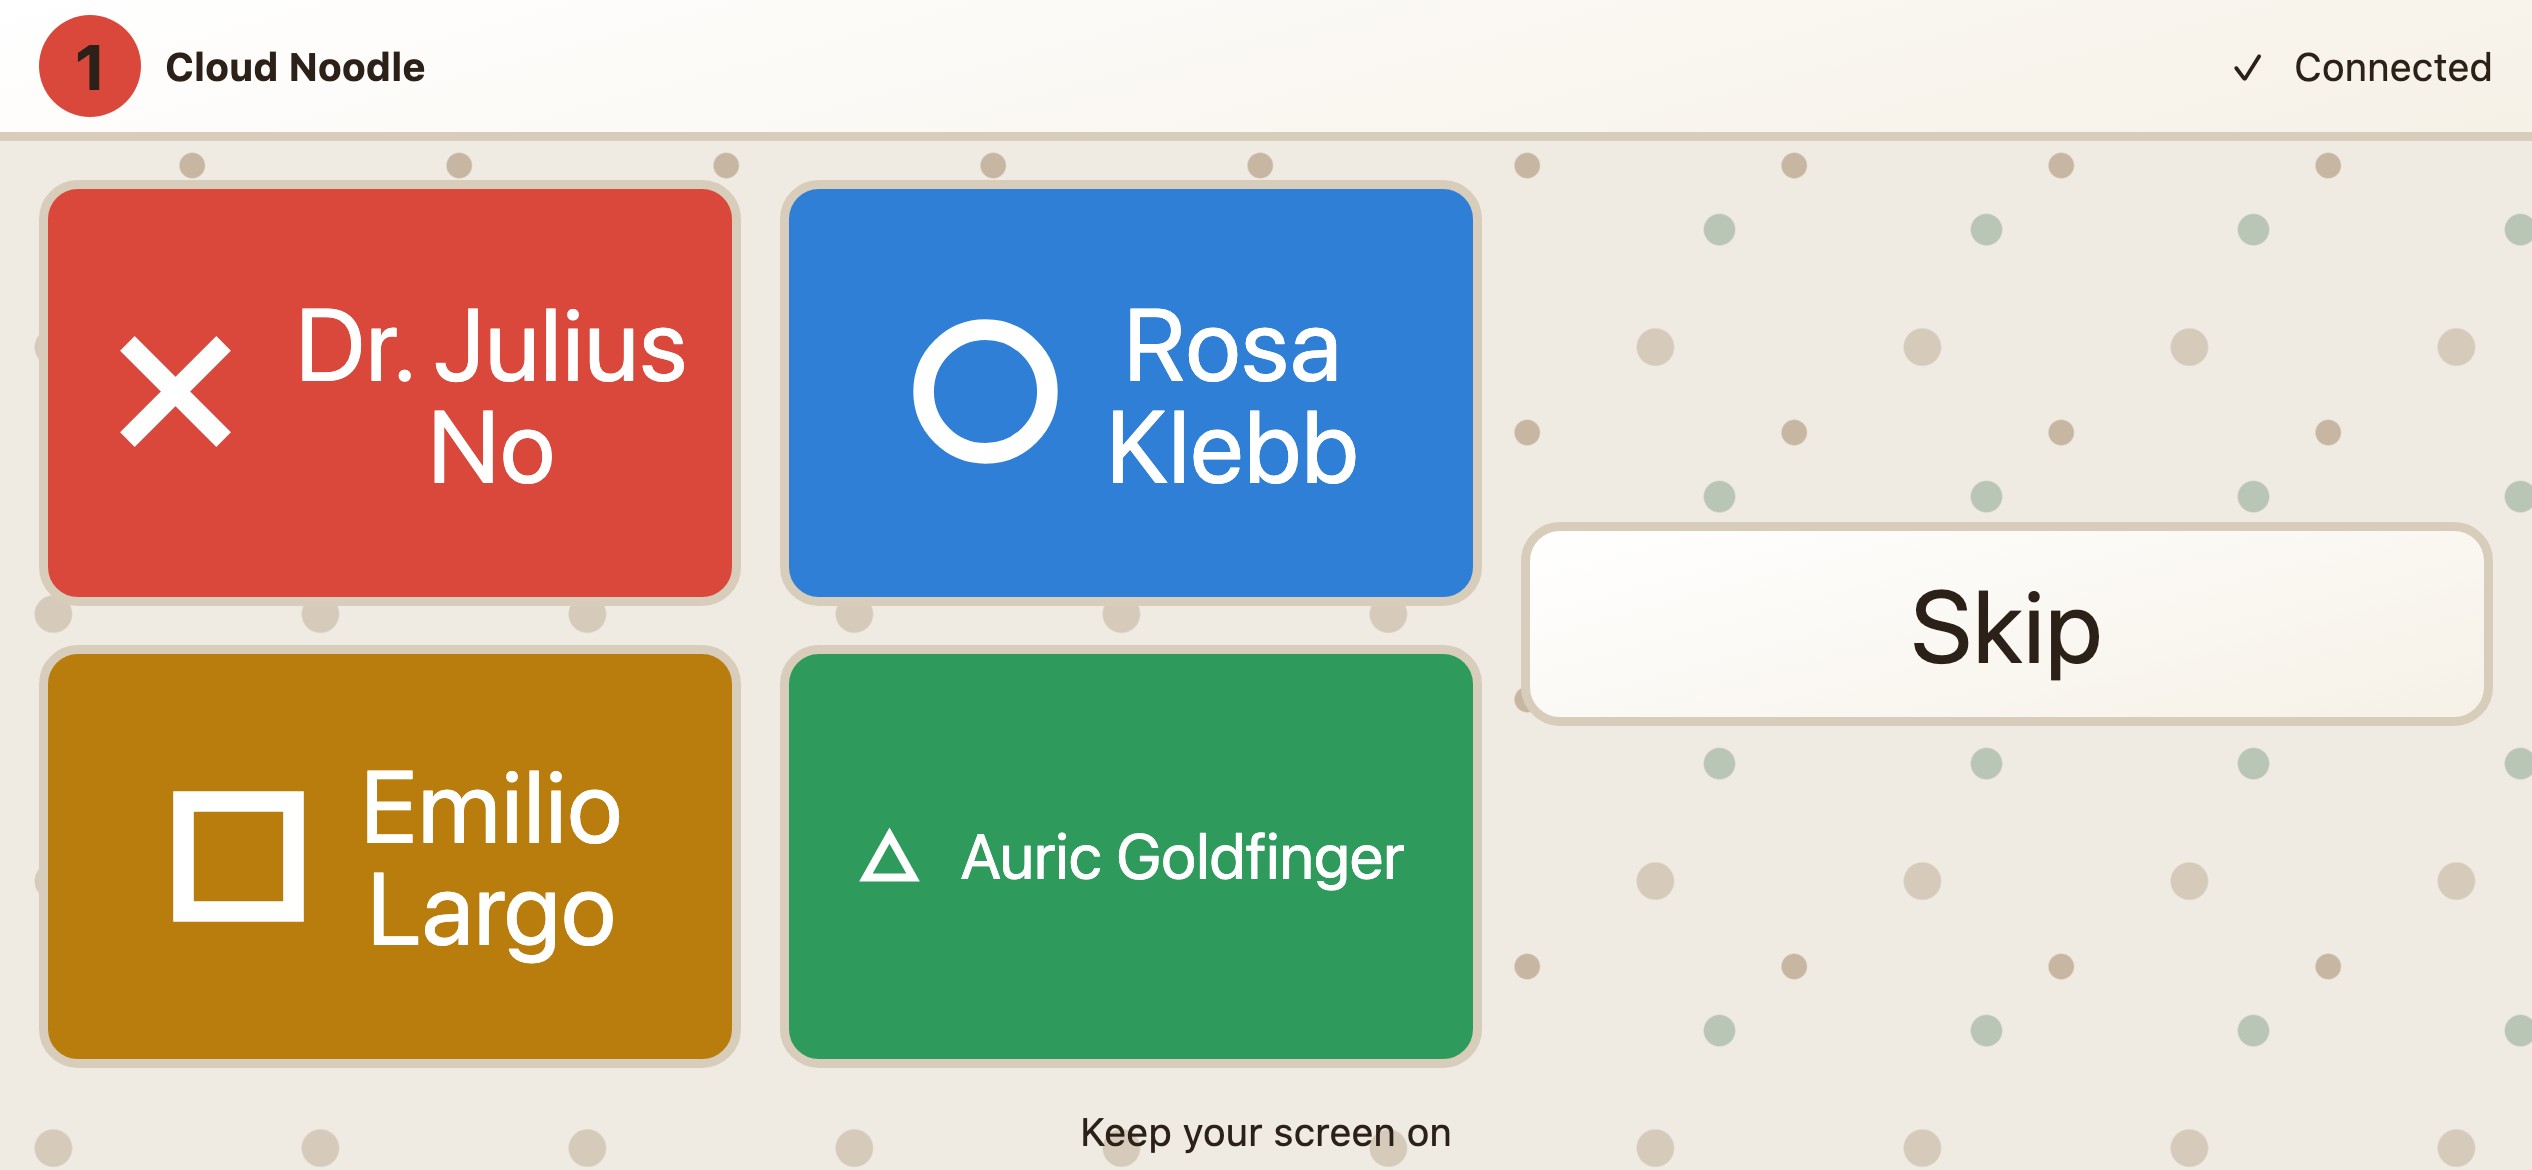 1 Cloud Noodle
✓ Connected
Dr. Julius
No
Rosa
Klebb
Emilio
Largo
Auric Goldfinger
Skip
Keep your screen on